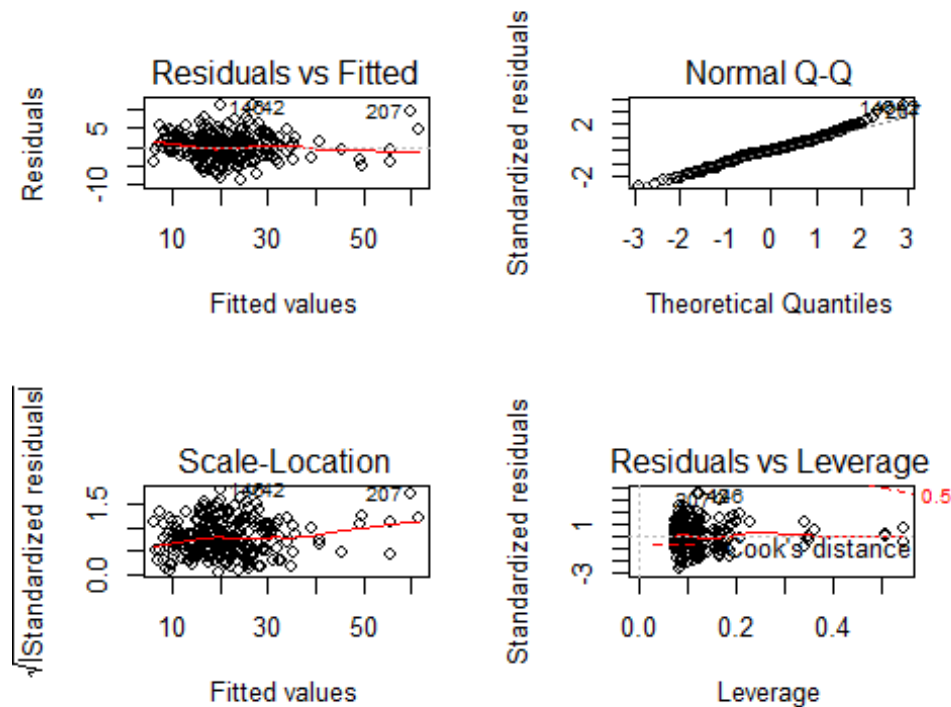 Residuals vs Fitted
Residuals
5
-10
207
10
30
50
Fitted values
Normal Q-Q
Standardized residuals
2
-2
-3
-2
-1
0
1
2
3
Theoretical Quantiles
Scale-Location
√|Standardized residuals|
1.5
0.0
207
10
30
50
Fitted values
Residuals vs Leverage
Standardized residuals
1
-3
0.5
Cook's distance
0.0
0.2
0.4
Leverage